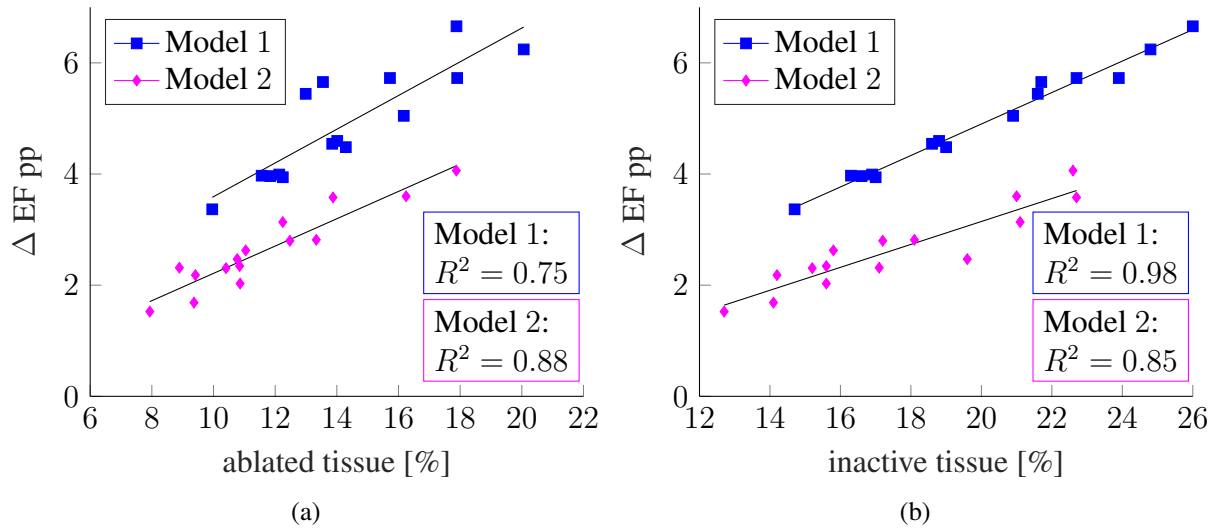 Model 1
Model 2
6
4
2
0
Δ EF pp
Model 1:
R² = 0.75
Model 2:
R² = 0.88
6 8 10 12 14 16 18 20 22
ablated tissue [%]
(a)
Model 1
Model 2
6
4
2
0
Δ EF pp
Model 1:
R² = 0.98
Model 2:
R² = 0.85
12 14 16 18 20 22 24 26
inactive tissue [%]
(b)